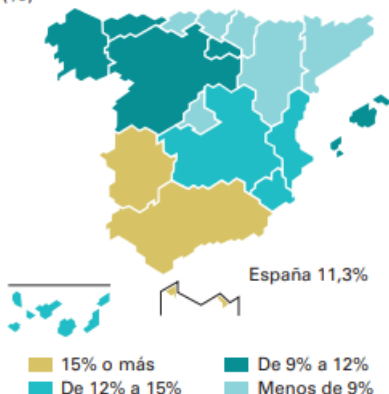 España 11,3%
15% o más
De 9% a 12%
De 12% a 15%
Menos de 9%